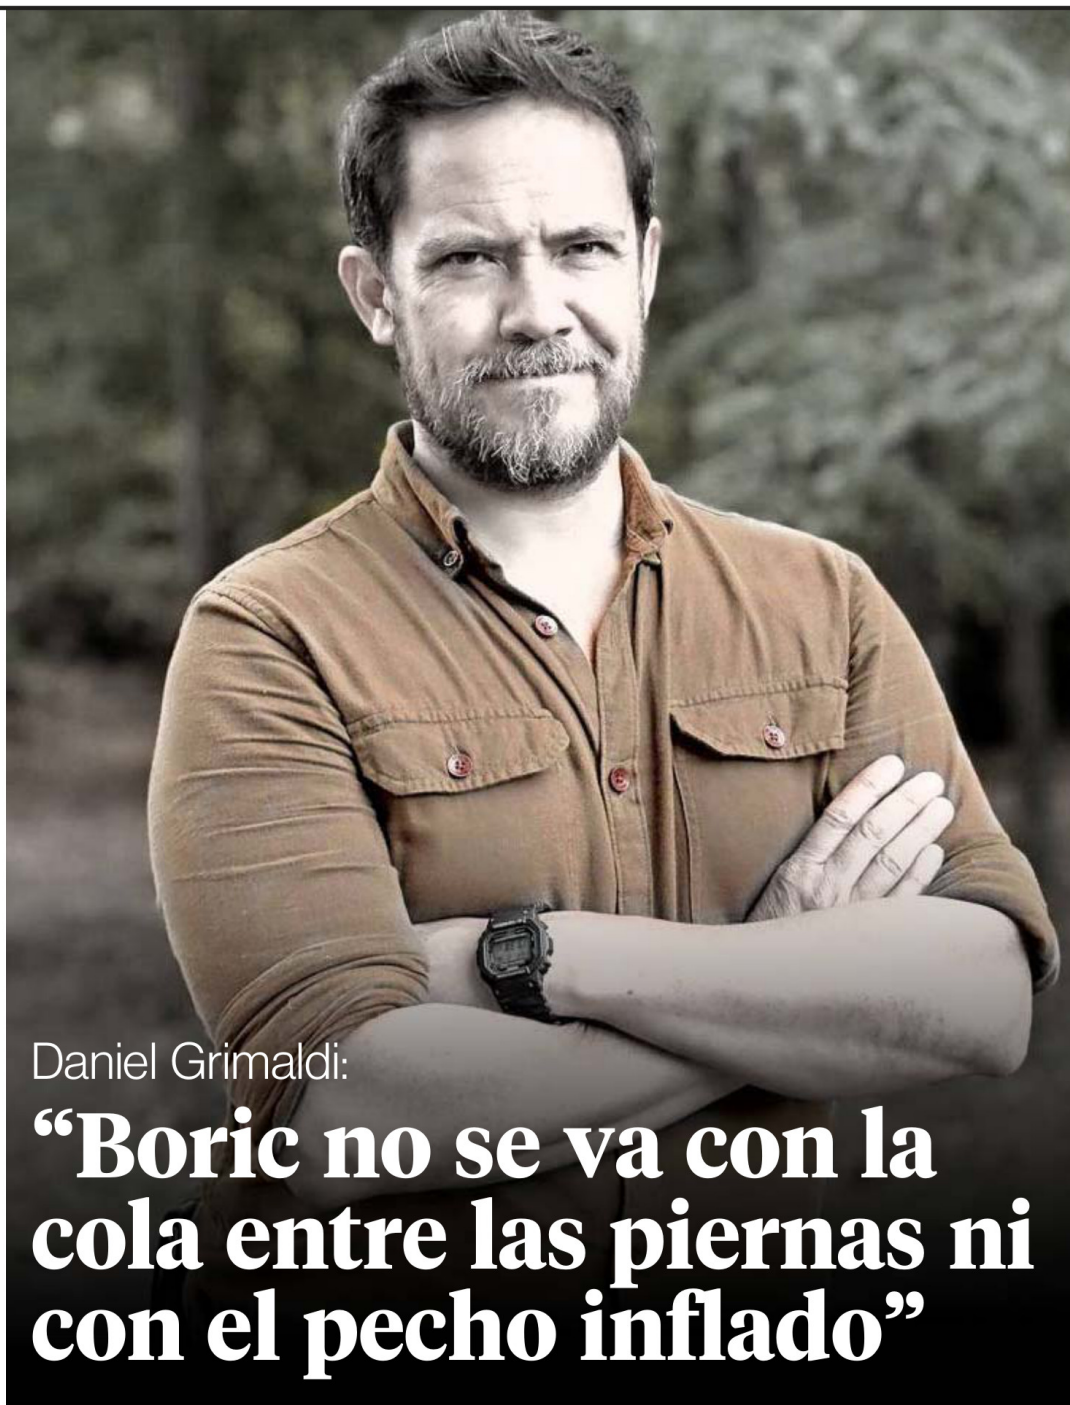 Daniel Grimaldi:
“Boric no se va con la
cola entre las piernas ni
con el pecho inflado”